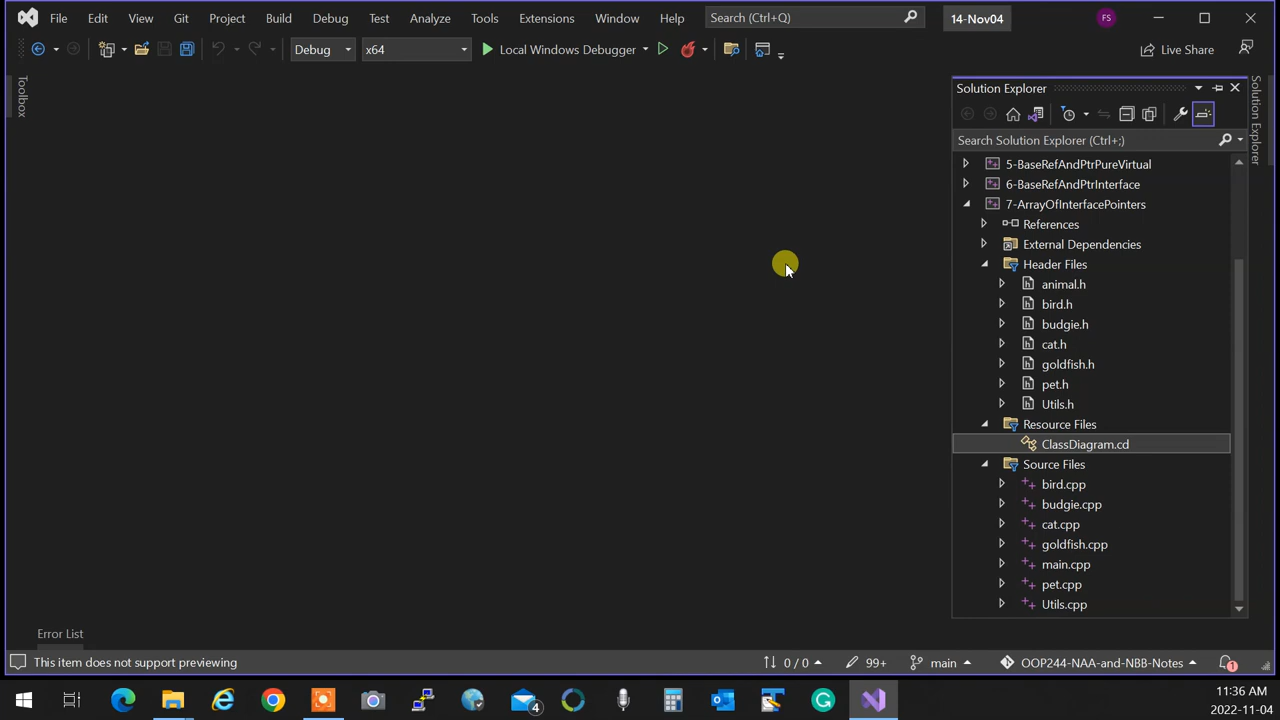 File Edit View Git Project Build Debug Test Analyze Tools Extensions Window Help Search (Ctrl+Q) 14-Nov04 FS
Debug x64 Local Windows Debugger Live Share
Toolbox
Solution Explorer
Solution Explorer
Search Solution Explorer (Ctrl+;)
5-BaseRefAndPtrPureVirtual
6-BaseRefAndPtrInterface
7-ArrayOfInterfacePointers
References
External Dependencies
Header Files
animal.h
bird.h
budgie.h
cat.h
goldfish.h
pet.h
Utils.h
Resource Files
ClassDiagram.cd
Source Files
bird.cpp
budgie.cpp
cat.cpp
goldfish.cpp
main.cpp
pet.cpp
Utils.cpp
Error List
This item does not support previewing 0 / 0 99+ main OOP244-NAA-and-NBB-Notes 1
4
11:36 AM
2022-11-04